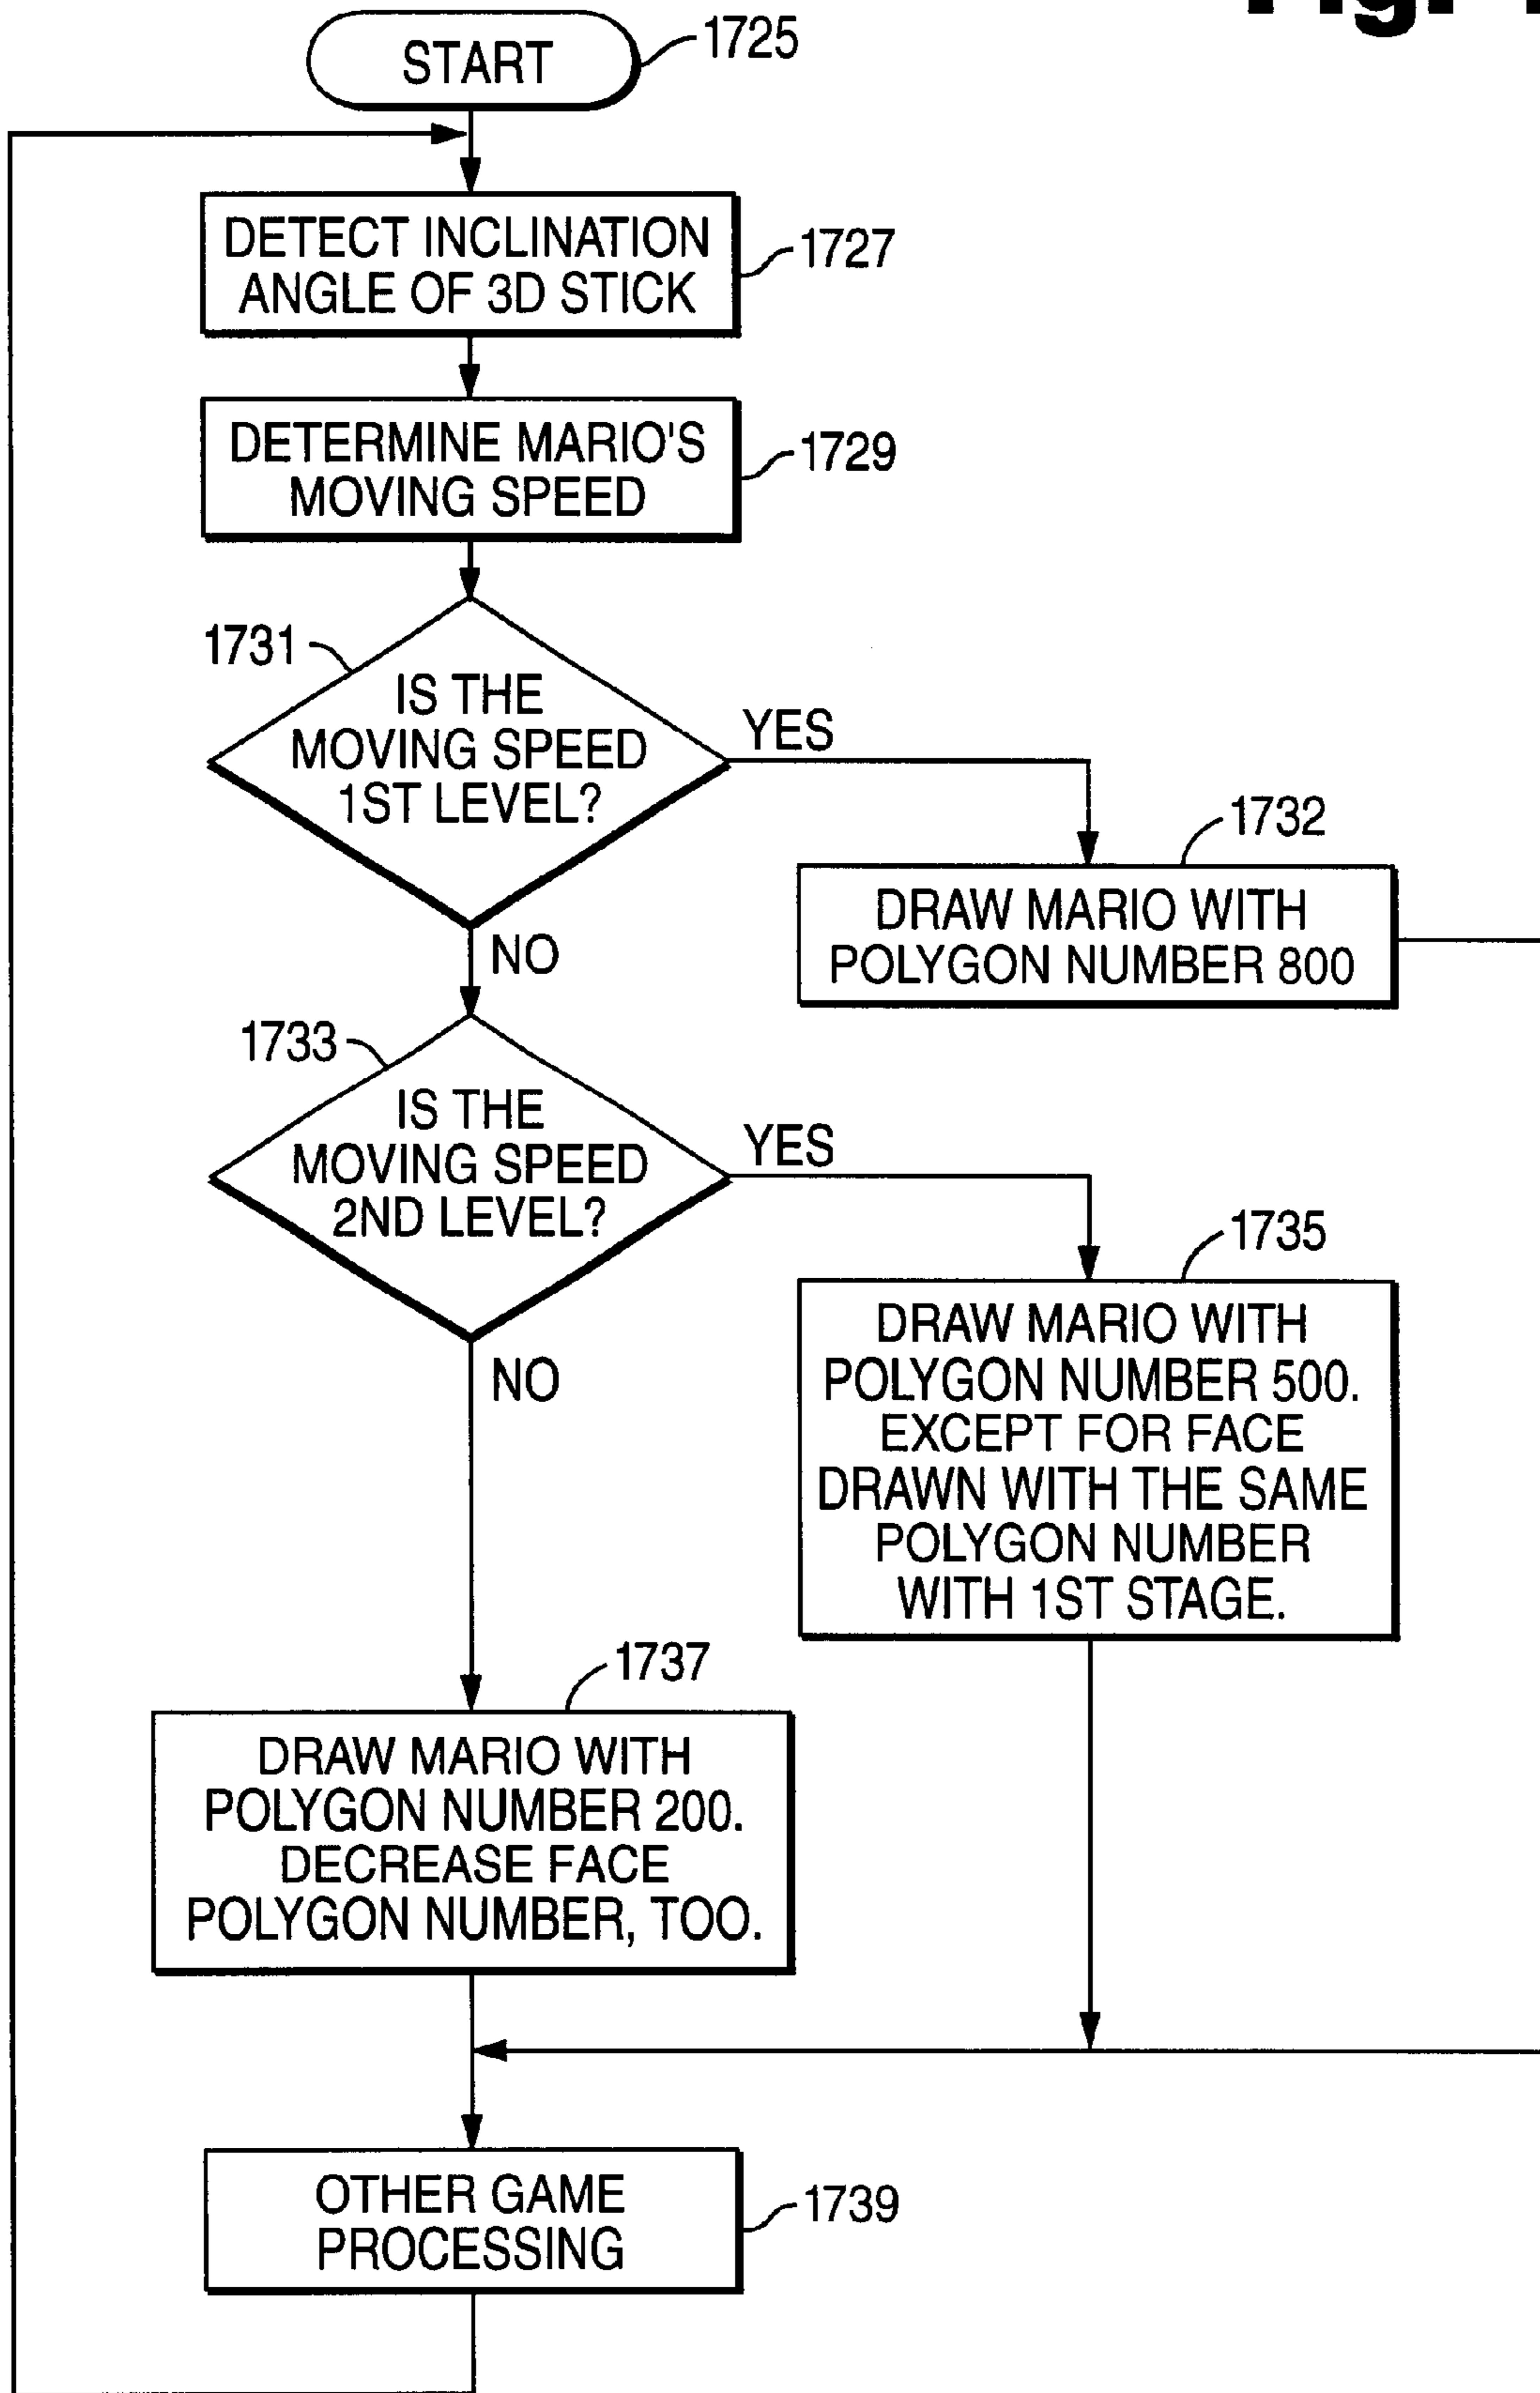 START
1725
DETECT INCLINATION
ANGLE OF 3D STICK
1727
DETERMINE MARIO'S
MOVING SPEED
1729
1731
IS THE
MOVING SPEED
1ST LEVEL?
YES
NO
1732
DRAW MARIO WITH
POLYGON NUMBER 800
1733
IS THE
MOVING SPEED
2ND LEVEL?
YES
NO
1735
DRAW MARIO WITH
POLYGON NUMBER 500.
EXCEPT FOR FACE
DRAWN WITH THE SAME
POLYGON NUMBER
WITH 1ST STAGE.
1737
DRAW MARIO WITH
POLYGON NUMBER 200.
DECREASE FACE
POLYGON NUMBER, TOO.
OTHER GAME
PROCESSING
1739